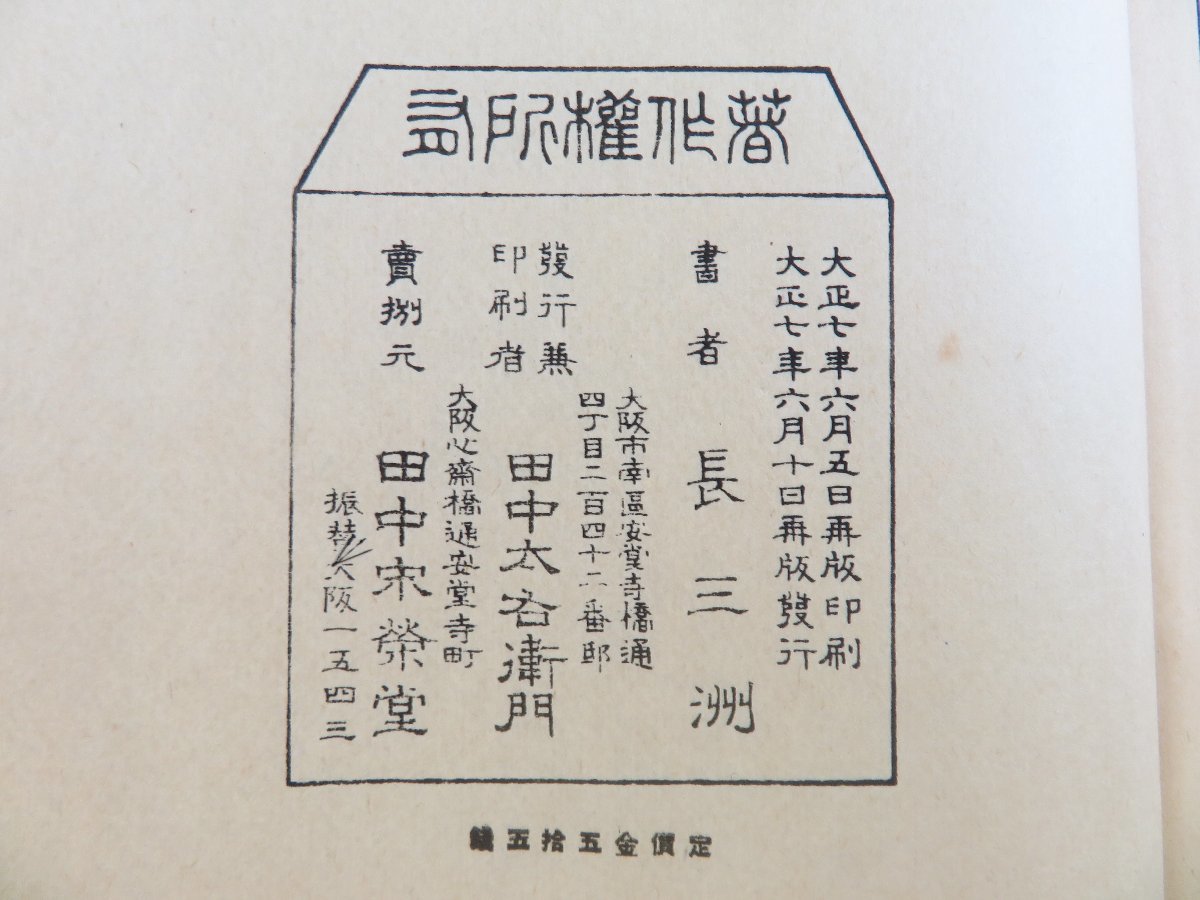 著作權所有
大正七年六月五日再版印刷
大正七年六月十日再版發行
書者 長三洲
大阪市南區安堂寺橋通
四丁目二百四十二番邸
發行兼
印刷者 田中太右衛門
大阪心齋橋通安堂寺町
賣捌元 田中宋榮堂
振替大阪一五四三
定價金五拾五錢